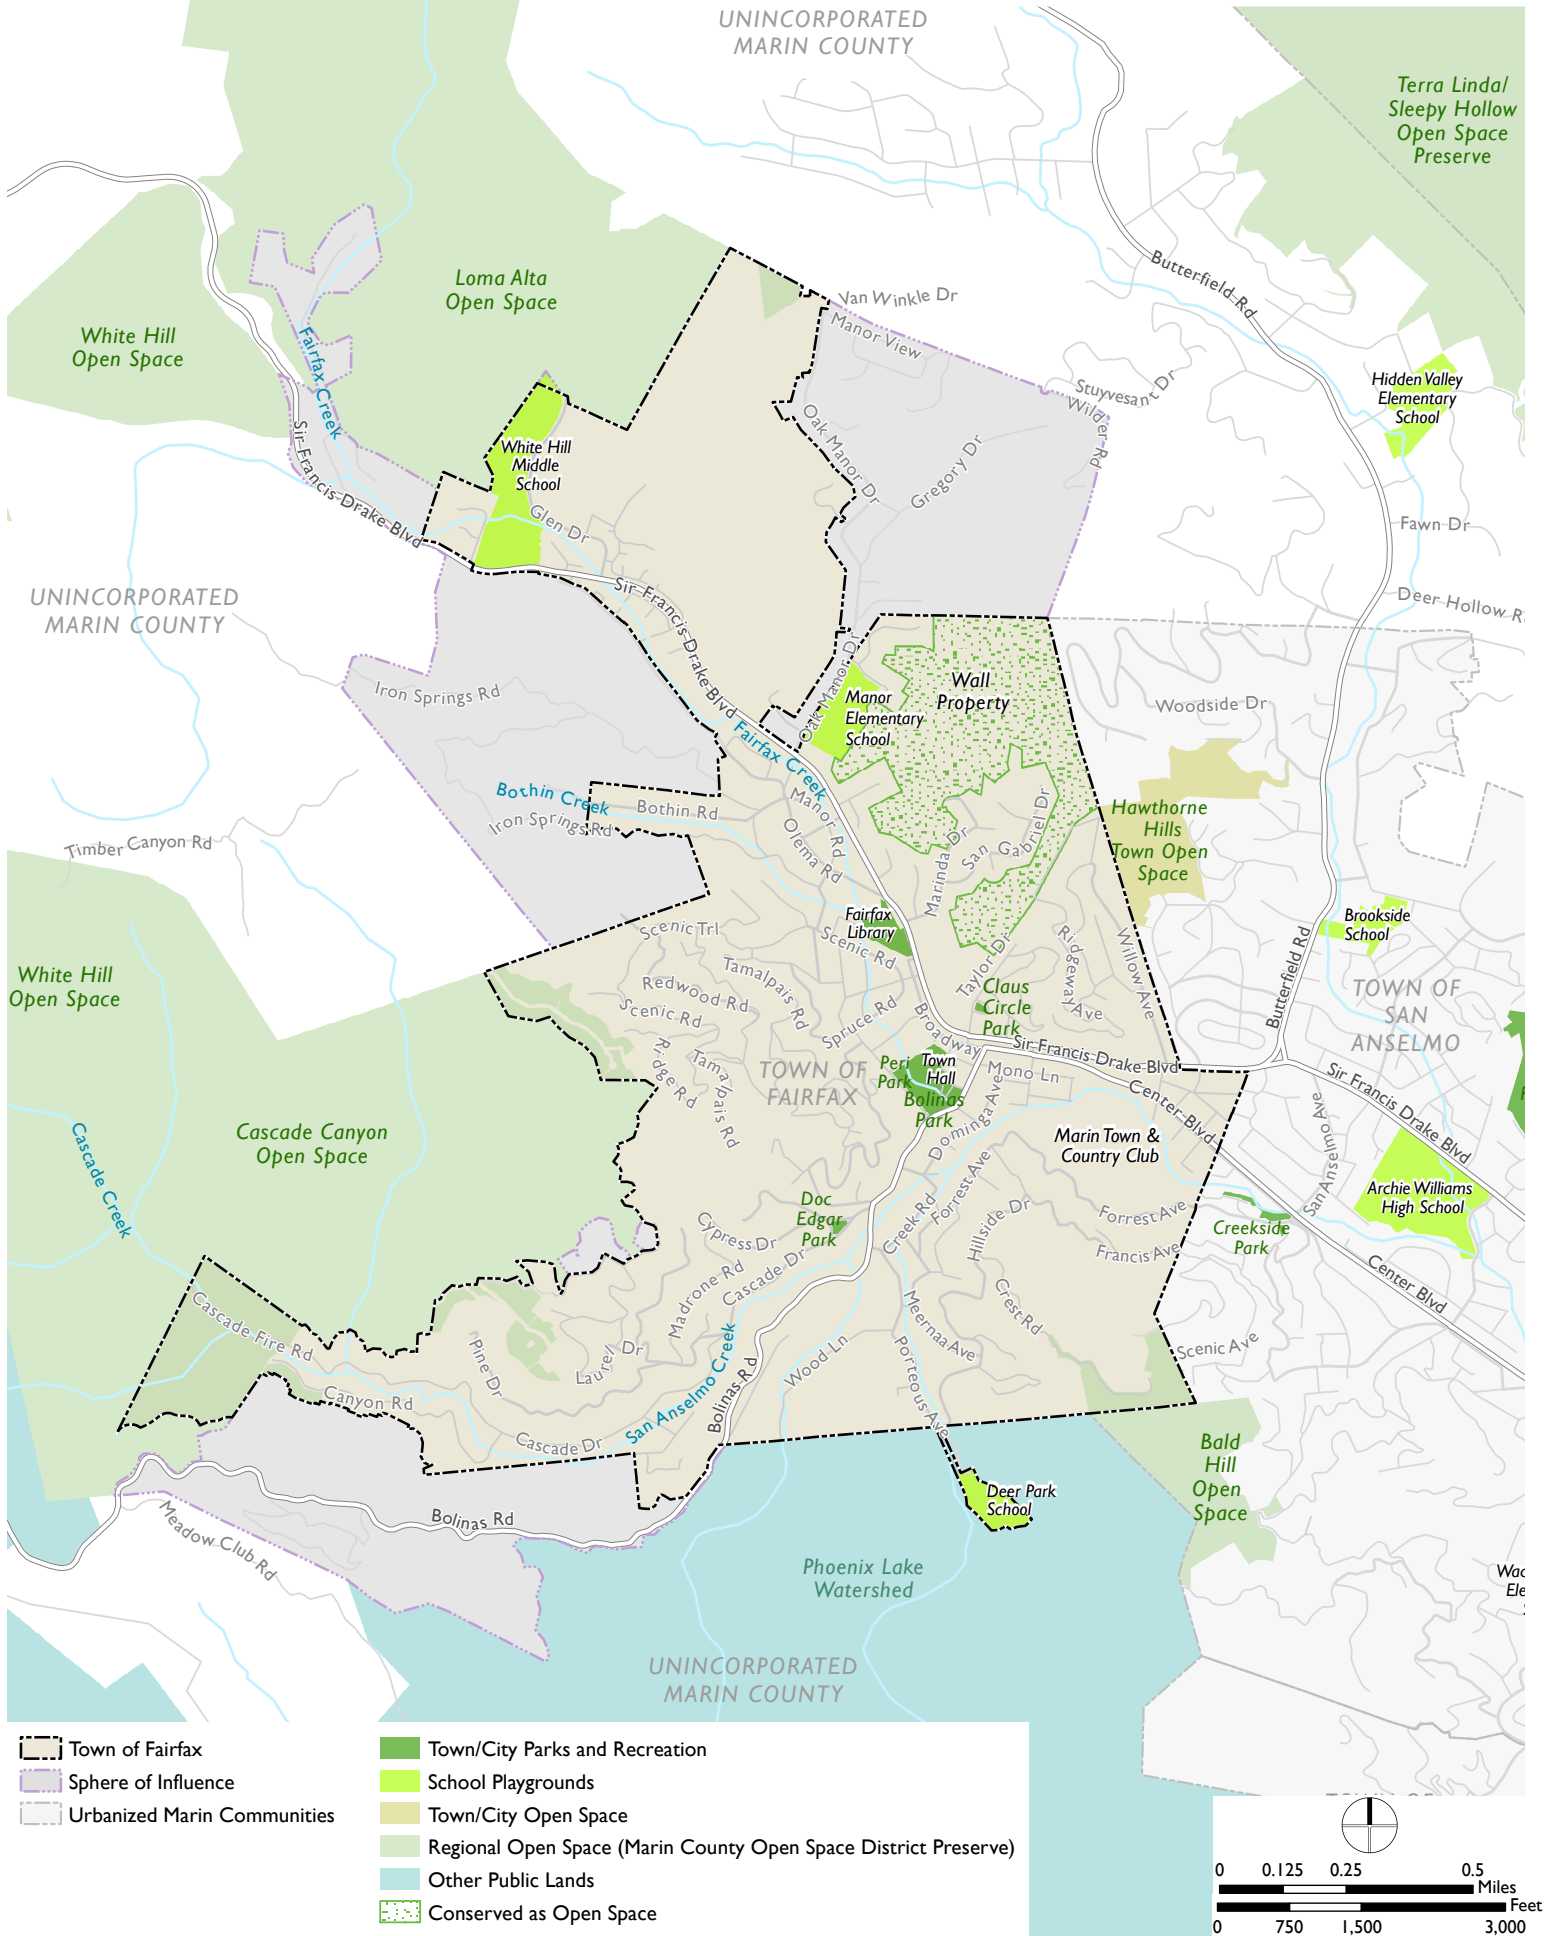 UNINCORPORATED
MARIN COUNTY
Terra Linda/
Sleepy Hollow
Open Space
Preserve
Butterfield Rd
Loma Alta
Open Space
Van Winkle Dr
Manor View
White Hill
Open Space
Fairfax Creek
Stuyvesant Dr
Wilder Rd
Hidden Valley
Elementary
School
Oak Manor Dr
Gregory Dr
White Hill
Middle
School
Sir Francis Drake Blvd
Glen Dr
Fawn Dr
UNINCORPORATED
MARIN COUNTY
Sir Francis Drake Blvd
Deer Hollow R
Iron Springs Rd
Oak Manor Dr
Manor
Elementary
School
Wall
Property
Woodside Dr
Fairfax Creek
Bothin Creek
Bothin Rd
Iron Springs Rd
Manor Rd
Olema Rd
Marinda Dr
San Gabriel Dr
Hawthorne
Hills
Town Open
Space
Timber Canyon Rd
Fairfax
Library
Brookside
School
Scenic Trl
Scenic Rd
Tamalpais Rd
Taylor Dr
Ridgeway Ave
Willow Ave
Butterfield Rd
White Hill
Open Space
Redwood Rd
Scenic Rd
Spruce Rd
Broadway
Claus
Circle
Park
TOWN OF
SAN
ANSELMO
Ridge Rd
Tamalpais Rd
TOWN OF
FAIRFAX
Peri
Park
Town
Hall
Bolinas
Park
Sir Francis Drake Blvd
Mono Ln
Center Blvd
Sir Francis Drake Blvd
Cascade Creek
Cascade Canyon
Open Space
Dominga Ave
Marin Town &
Country Club
San Anselmo Ave
Archie Williams
High School
Doc
Edgar
Park
Creek Rd
Forrest Ave
Hillside Dr
Forrest Ave
Francis Ave
Creekside
Park
Center Blvd
Cypress Dr
Cascade Dr
Madrone Rd
Cascade Fire Rd
Pine Dr
Laurel Dr
San Anselmo Creek
Bolinas Rd
Wood Ln
Meernaa Ave
Porteous Ave
Crest Rd
Scenic Ave
Canyon Rd
Cascade Dr
Bald
Hill
Open
Space
Deer Park
School
Bolinas Rd
Meadow Club Rd
Phoenix Lake
Watershed
UNINCORPORATED
MARIN COUNTY
Town of Fairfax
Sphere of Influence
Urbanized Marin Communities
Town/City Parks and Recreation
School Playgrounds
Town/City Open Space
Regional Open Space (Marin County Open Space District Preserve)
Other Public Lands
Conserved as Open Space
0 0.125 0.25 0.5
Miles
Feet
0 750 1,500 3,000